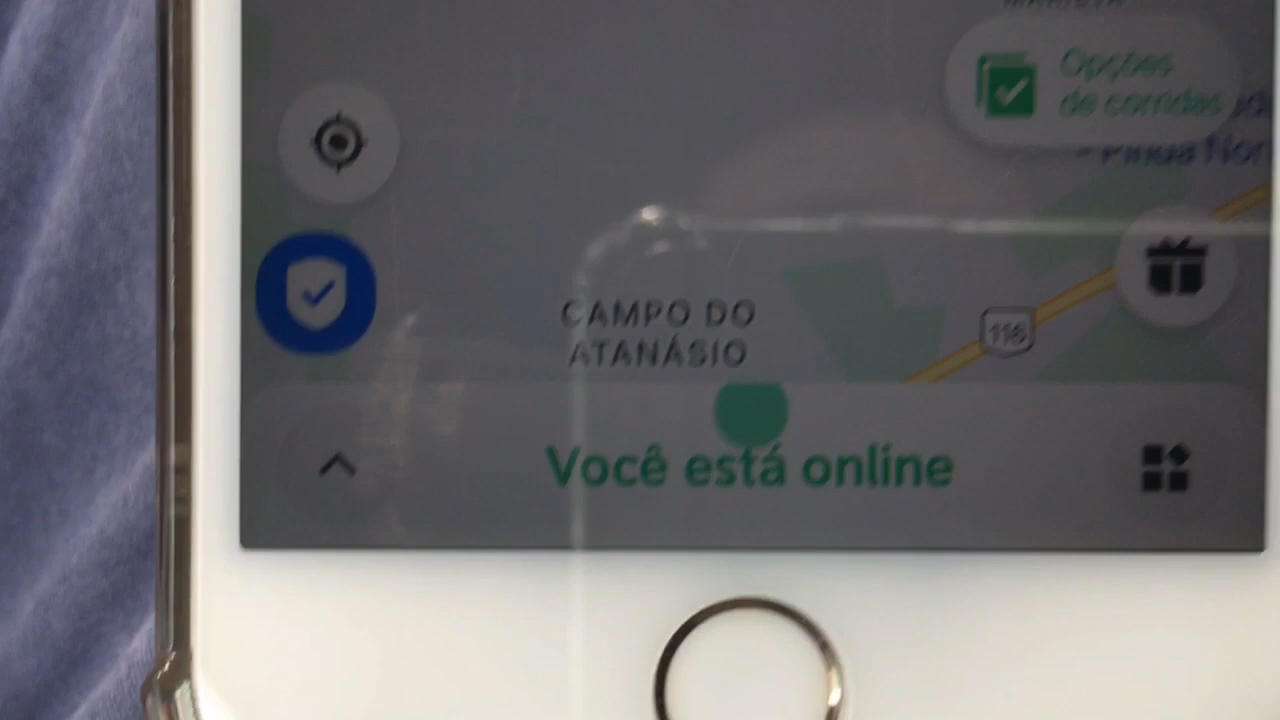 Opções
de corridas
CAMPO DO
ATANÁSIO
116
Você está online